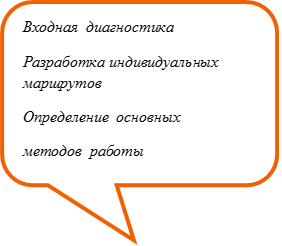 Входная диагностика
Разработка индивидуальных
маршрутов
Определение основных
методов работы